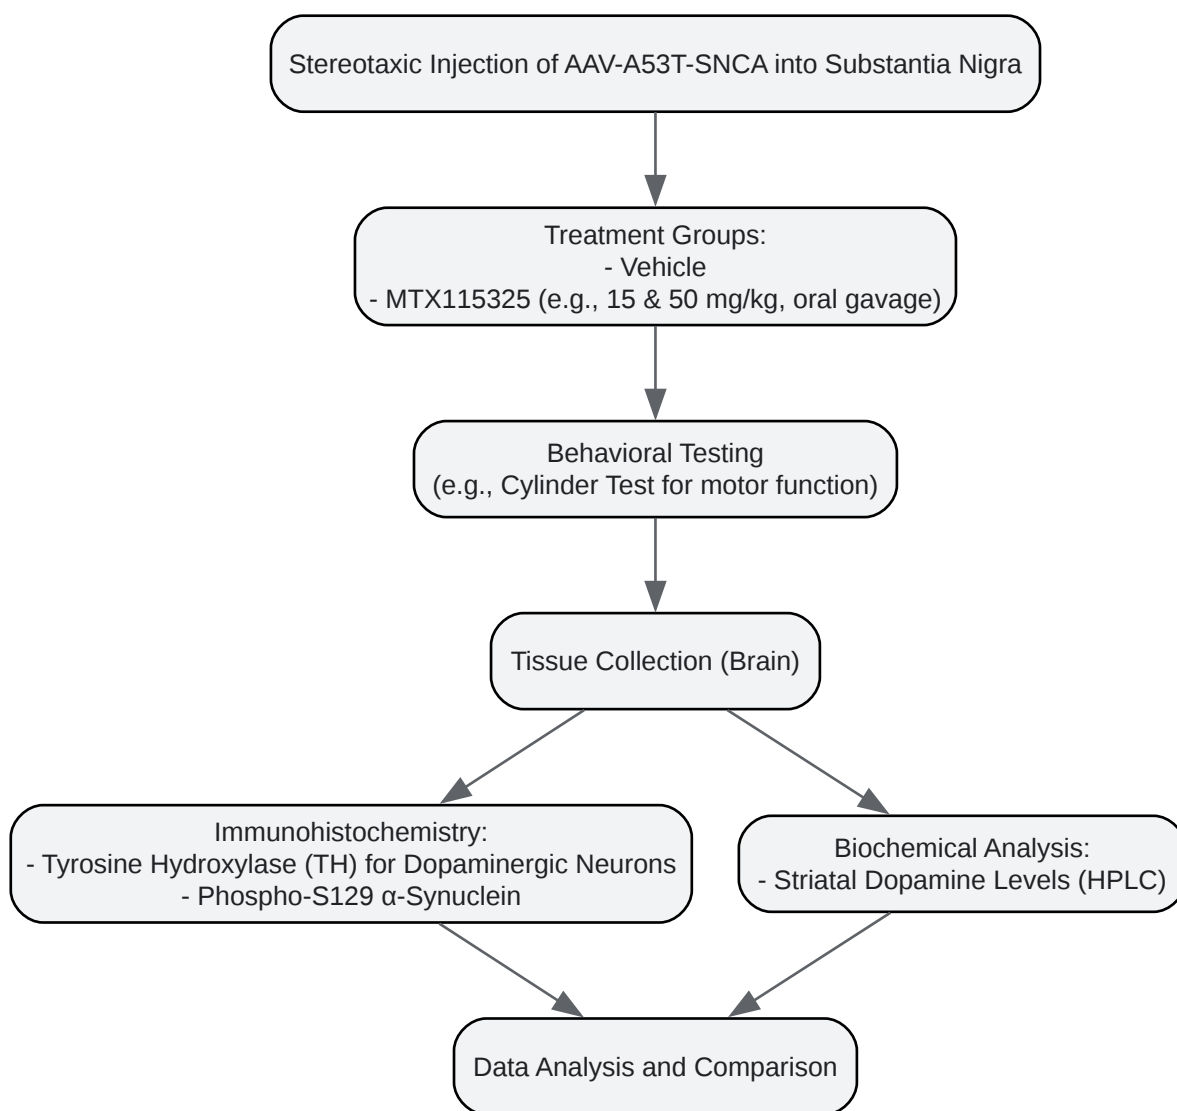 Stereotaxic Injection of AAV-A53T-SNCA into Substantia Nigra
Treatment Groups:
- Vehicle
- MTX115325 (e.g., 15 & 50 mg/kg, oral gavage)
Behavioral Testing
(e.g., Cylinder Test for motor function)
Tissue Collection (Brain)
Immunohistochemistry:
- Tyrosine Hydroxylase (TH) for Dopaminergic Neurons
- Phospho-S129 α-Synuclein
Biochemical Analysis:
- Striatal Dopamine Levels (HPLC)
Data Analysis and Comparison